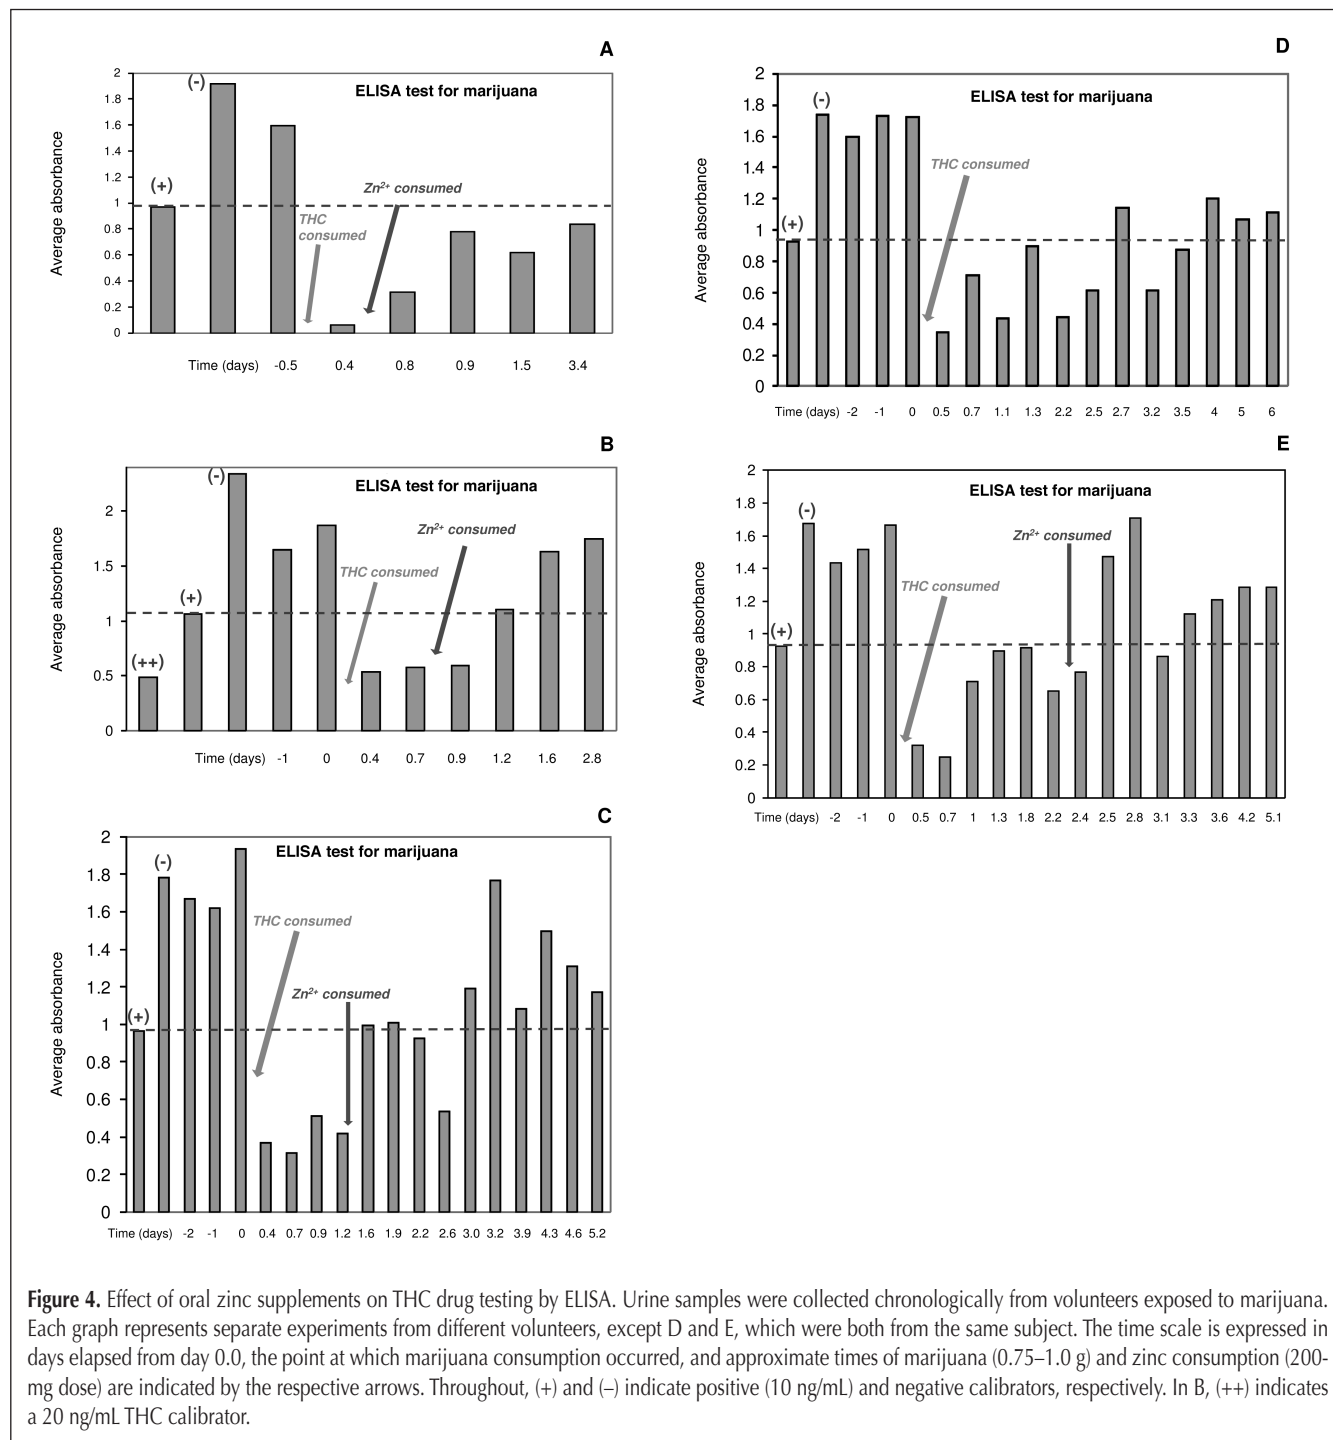 A
ELISA test for marijuana
Average absorbance
2
1.8
1.6
1.4
1.2
1
0.8
0.6
0.4
0.2
0
(+)
(-)
THC
consumed
Zn2+ consumed
Time (days) -0.5 0.4 0.8 0.9 1.5 3.4
B
ELISA test for marijuana
Average absorbance
2
1.5
1
0.5
0
(++)
(+)
(-)
THC consumed
Zn2+ consumed
Time (days) -1 0 0.4 0.7 0.9 1.2 1.6 2.8
C
ELISA test for marijuana
Average absorbance
2
1.8
1.6
1.4
1.2
1
0.8
0.6
0.4
0.2
0
(+)
(-)
THC consumed
Zn2+ consumed
Time (days) -2 -1 0 0.4 0.7 0.9 1.2 1.6 1.9 2.2 2.6 3.0 3.2 3.9 4.3 4.6 5.2
D
ELISA test for marijuana
Average absorbance
2
1.8
1.6
1.4
1.2
1
0.8
0.6
0.4
0.2
0
(+)
(-)
THC consumed
Time (days) -2 -1 0 0.5 0.7 1.1 1.3 2.2 2.5 2.7 3.2 3.5 4 5 6
E
ELISA test for marijuana
Average absorbance
2
1.8
1.6
1.4
1.2
1
0.8
0.6
0.4
0.2
0
(+)
(-)
THC consumed
Zn2+ consumed
Time (days) -2 -1 0 0.5 0.7 1 1.3 1.8 2.2 2.4 2.5 2.8 3.1 3.3 3.6 4.2 5.1
Figure 4. Effect of oral zinc supplements on THC drug testing by ELISA. Urine samples were collected chronologically from volunteers exposed to marijuana.
Each graph represents separate experiments from different volunteers, except D and E, which were both from the same subject. The time scale is expressed in
days elapsed from day 0.0, the point at which marijuana consumption occurred, and approximate times of marijuana (0.75–1.0 g) and zinc consumption (200-
mg dose) are indicated by the respective arrows. Throughout, (+) and (–) indicate positive (10 ng/mL) and negative calibrators, respectively. In B, (++) indicates
a 20 ng/mL THC calibrator.